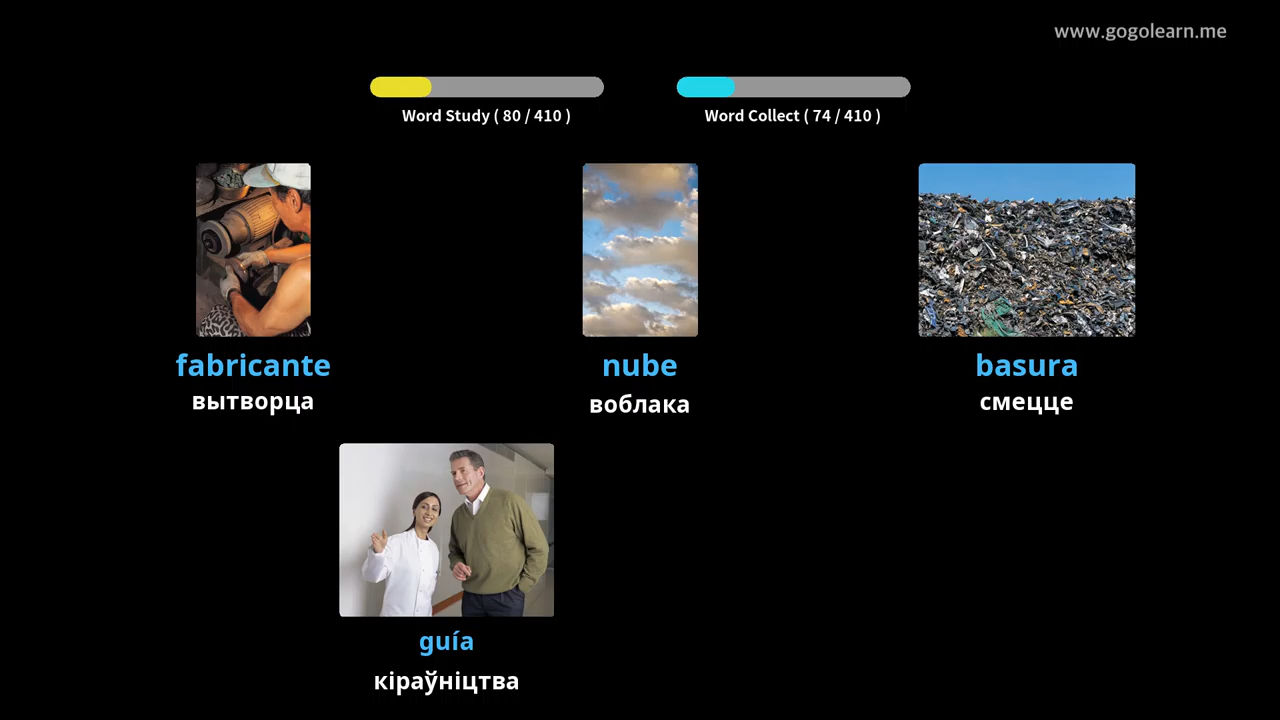 www.gogolearn.me
Word Study ( 80 / 410 )
Word Collect ( 74 / 410 )
fabricante
вытворца
nube
воблака
basura
смецце
guía
кіраўніцтва